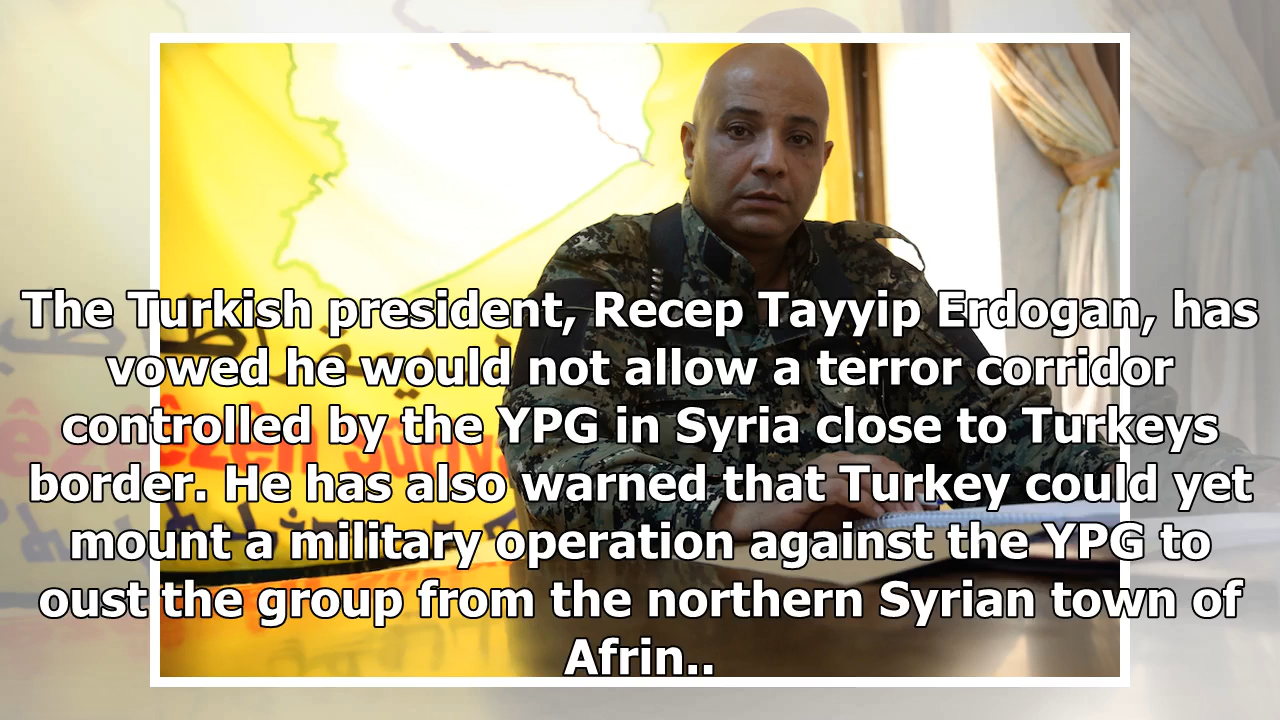 The Turkish president, Recep Tayyip Erdogan, has
vowed he would not allow a terror corridor
controlled by the YPG in Syria close to Turkeys
border. He has also warned that Turkey could yet
mount a military operation against the YPG to
oust the group from the northern Syrian town of
Afrin..